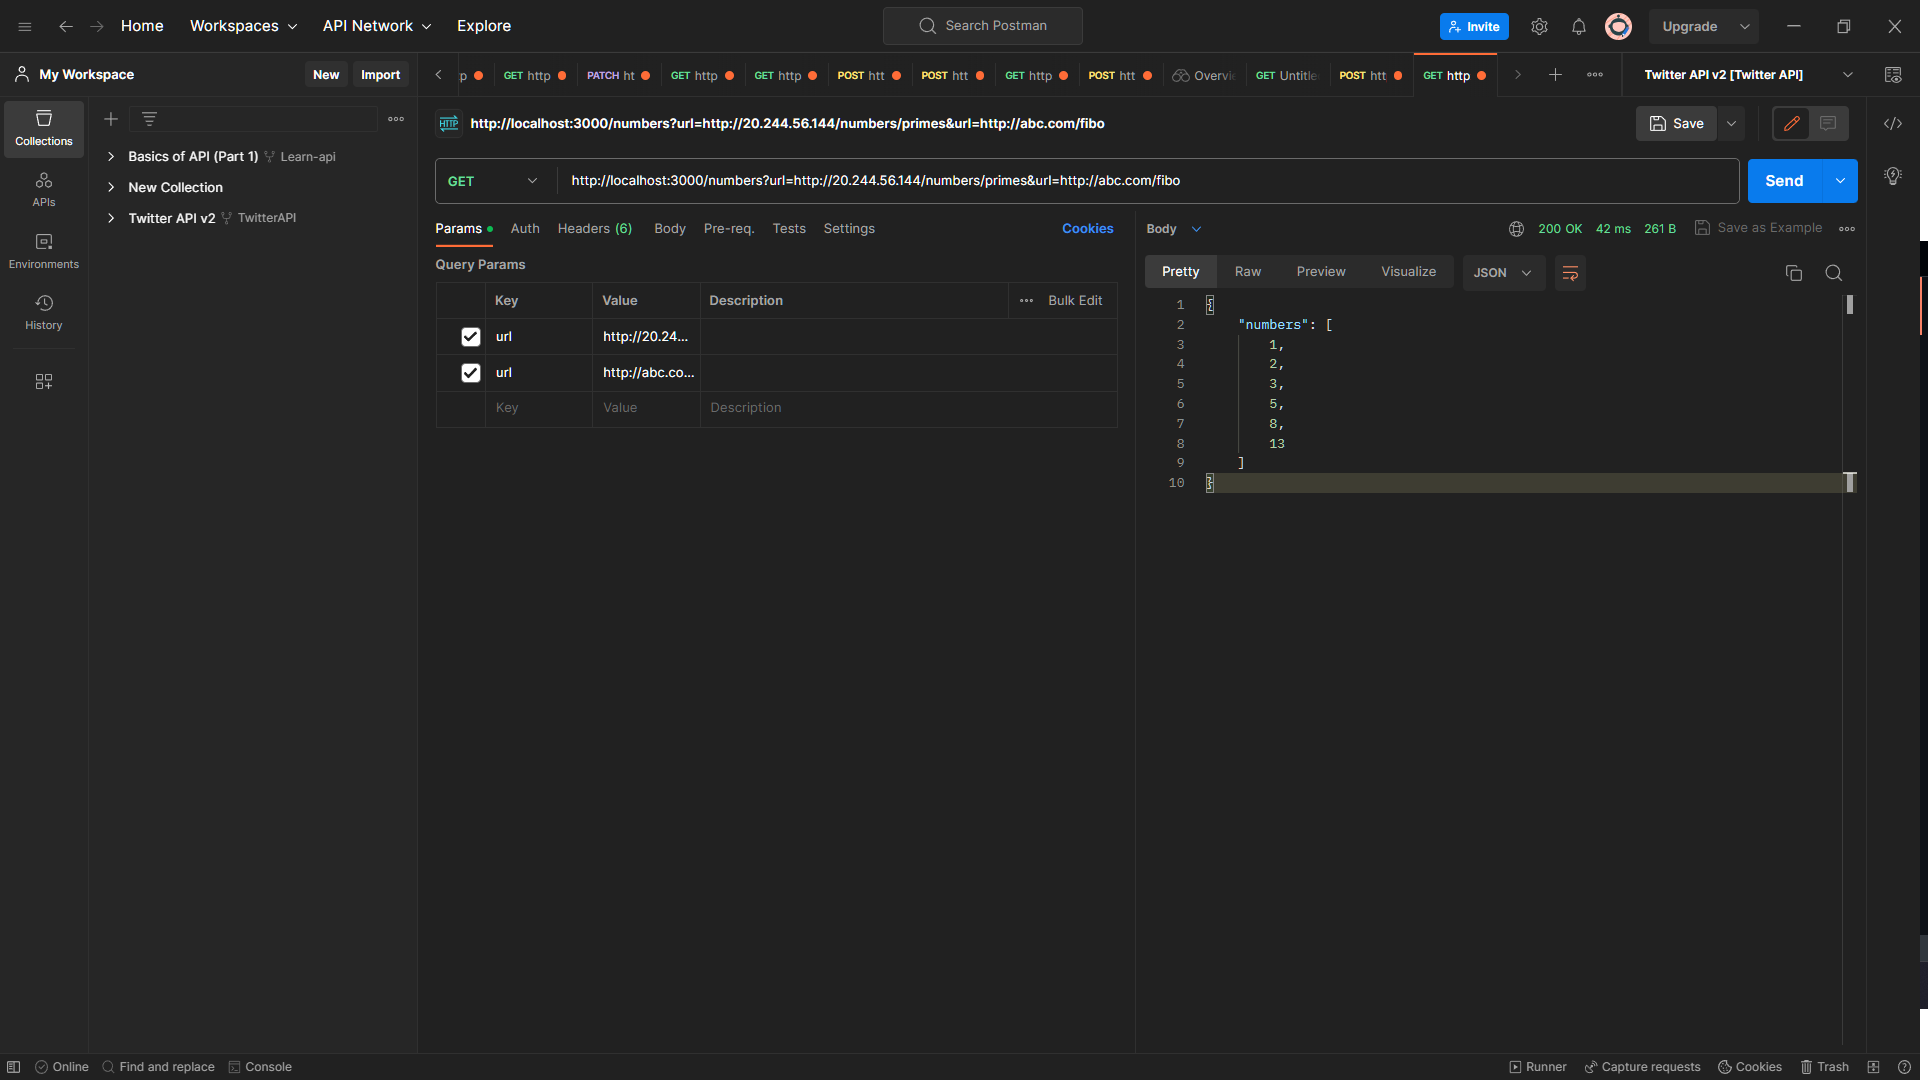 Home Workspaces API Network Explore Search Postman Invite Upgrade
My Workspace New Import
GET http PATCH ht GET http GET http POST htt POST htt GET http POST htt Overvi GET Untitle POST htt GET http Twitter API v2 [Twitter API]
Collections
APIs
Environments
History
Basics of API (Part 1) Learn-api
New Collection
Twitter API v2 TwitterAPI
HTTP http://localhost:3000/numbers?url=http://20.244.56.144/numbers/primes&url=http://abc.com/fibo Save
GET http://localhost:3000/numbers?url=http://20.244.56.144/numbers/primes&url=http://abc.com/fibo Send
Params Auth Headers (6) Body Pre-req. Tests Settings Cookies
Query Params
Key Value Description Bulk Edit
url http://20.24...
url http://abc.co...
Key Value Description
Body 200 OK 42 ms 261 B Save as Example
Pretty Raw Preview Visualize JSON
1 {
2 "numbers": [
3 1,
4 2,
5 3,
6 5,
7 8,
8 13
9 ]
10 }
Online Find and replace Console Runner Capture requests Cookies Trash